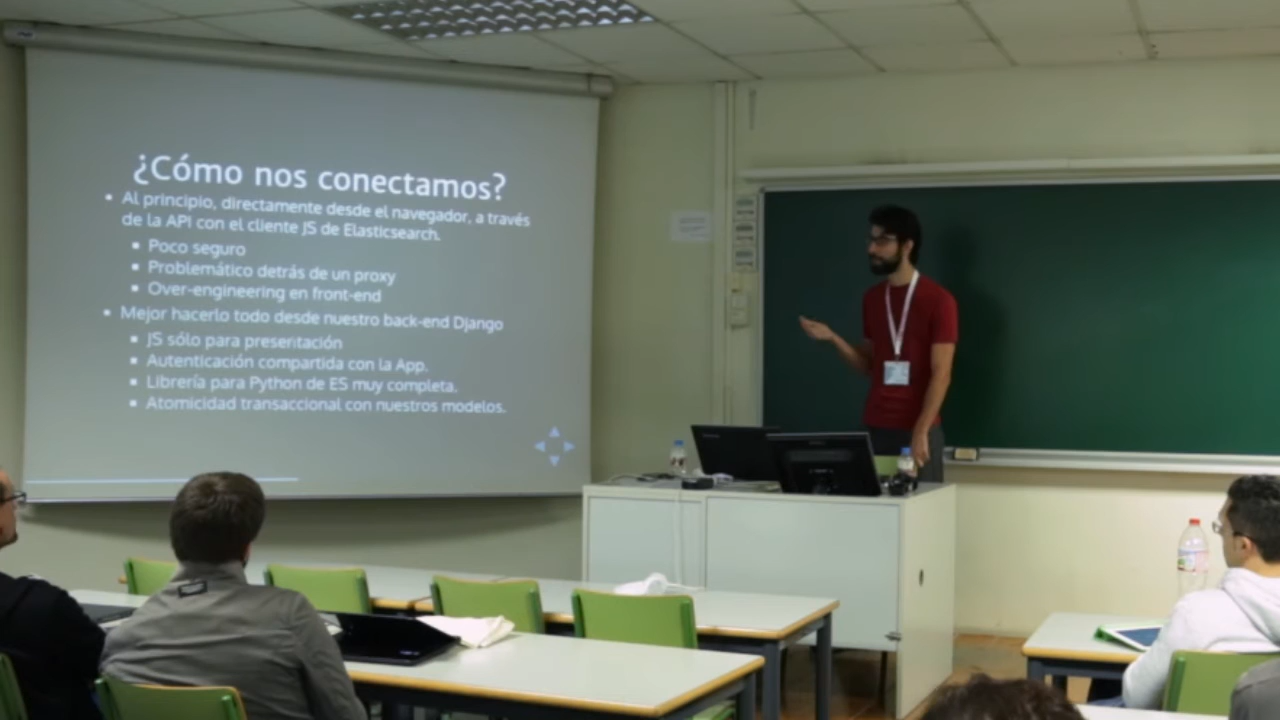 ¿Cómo nos conectamos?
Al principio, directamente desde el navegador, a través
de la API con el cliente JS de Elasticsearch.
Poco seguro
Problemático detrás de un proxy
Over-engineering en front-end
Mejor hacerlo todo desde nuestro back-end Django
JS sólo para presentación
Autenticación compartida con la App.
Librería para Python de ES muy completa.
Atomicidad transaccional con nuestros modelos.